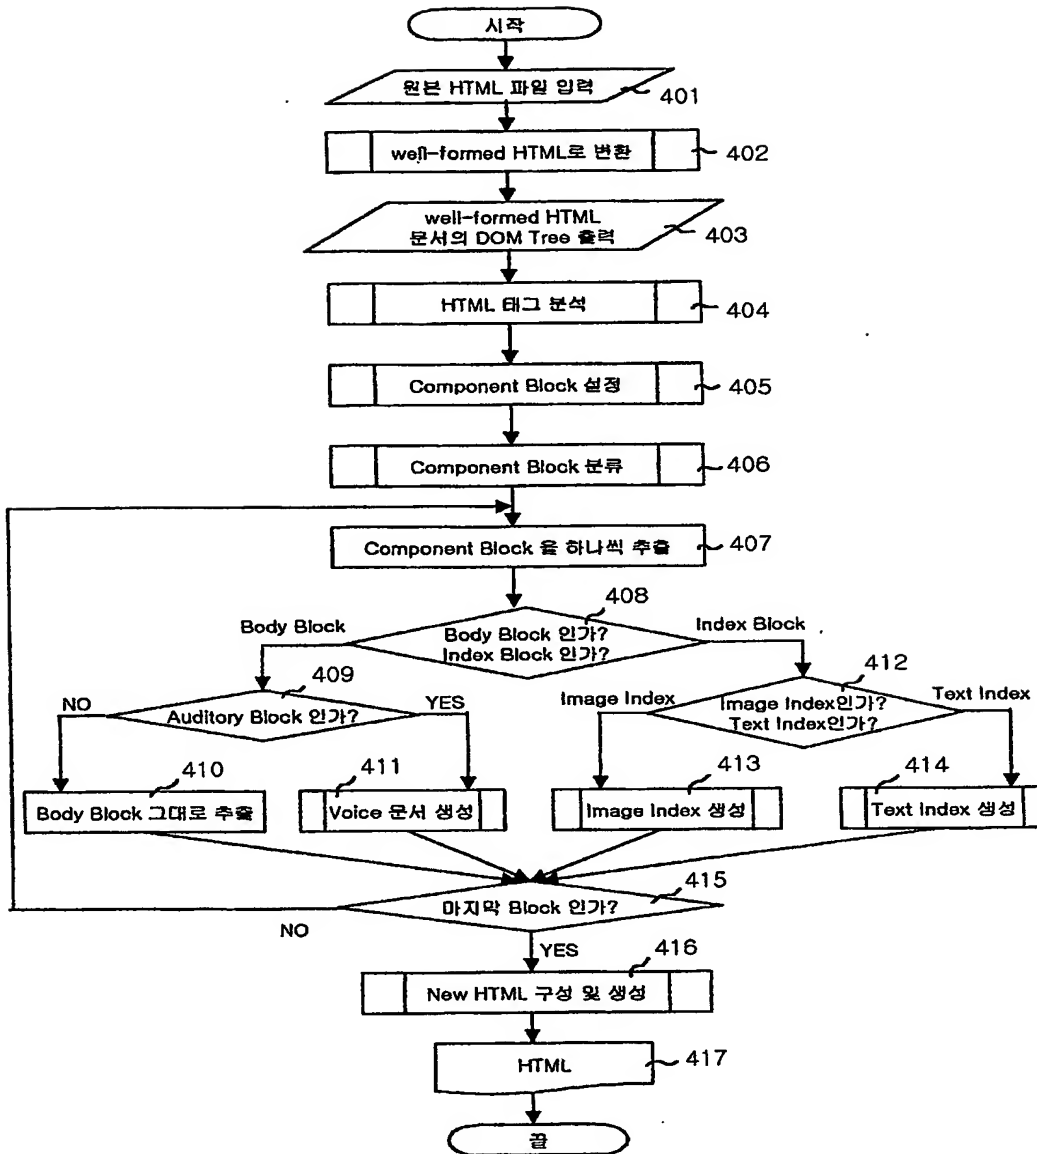 시작
원본 HTML 파일 입력
401
well-formed HTML로 변환
402
well-formed HTML
문서의 DOM Tree 출력
403
HTML 태그 분석
404
Component Block 설정
405
Component Block 분류
406
Component Block 을 하나씩 추출
407
408
Body Block
Body Block 인가?
Index Block 인가?
Index Block
409
NO
Auditory Block 인가?
YES
412
Image Index
Image Index인가?
Text Index인가?
Text Index
410
Body Block 그대로 추출
411
Voice 문서 생성
413
Image Index 생성
414
Text Index 생성
415
마지막 Block 인가?
NO
YES
416
New HTML 구성 및 생성
HTML
417
끝